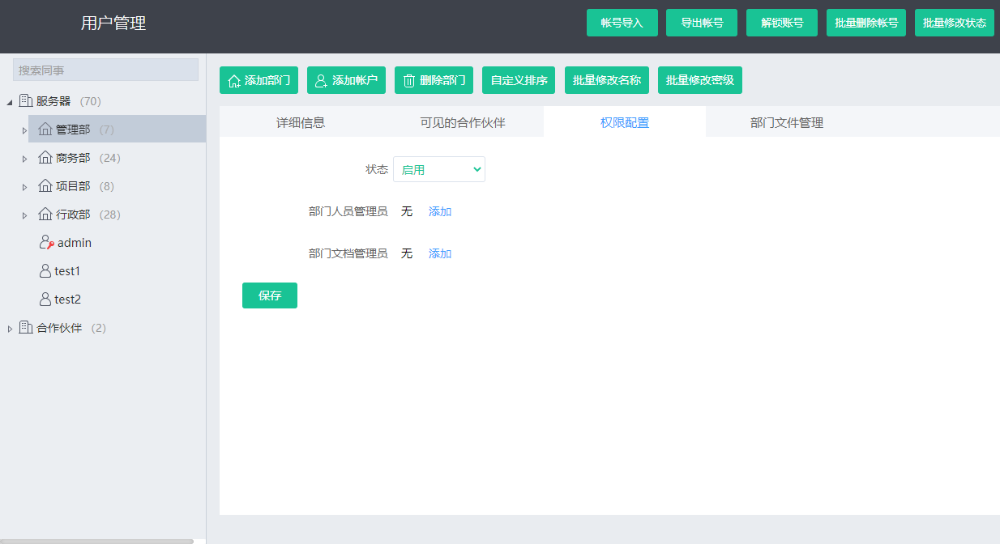 用户管理
帐号导入 导出帐号 解锁账号 批量删除帐号 批量修改状态
搜索同事
服务器 (70)
管理部 (7)
商务部 (24)
项目部 (8)
行政部 (28)
admin
test1
test2
合作伙伴 (2)
添加部门 添加帐户 删除部门 自定义排序 批量修改名称 批量修改密级
详细信息 可见的合作伙伴 权限配置 部门文件管理
状态 启用
部门人员管理员 无 添加
部门文档管理员 无 添加
保存